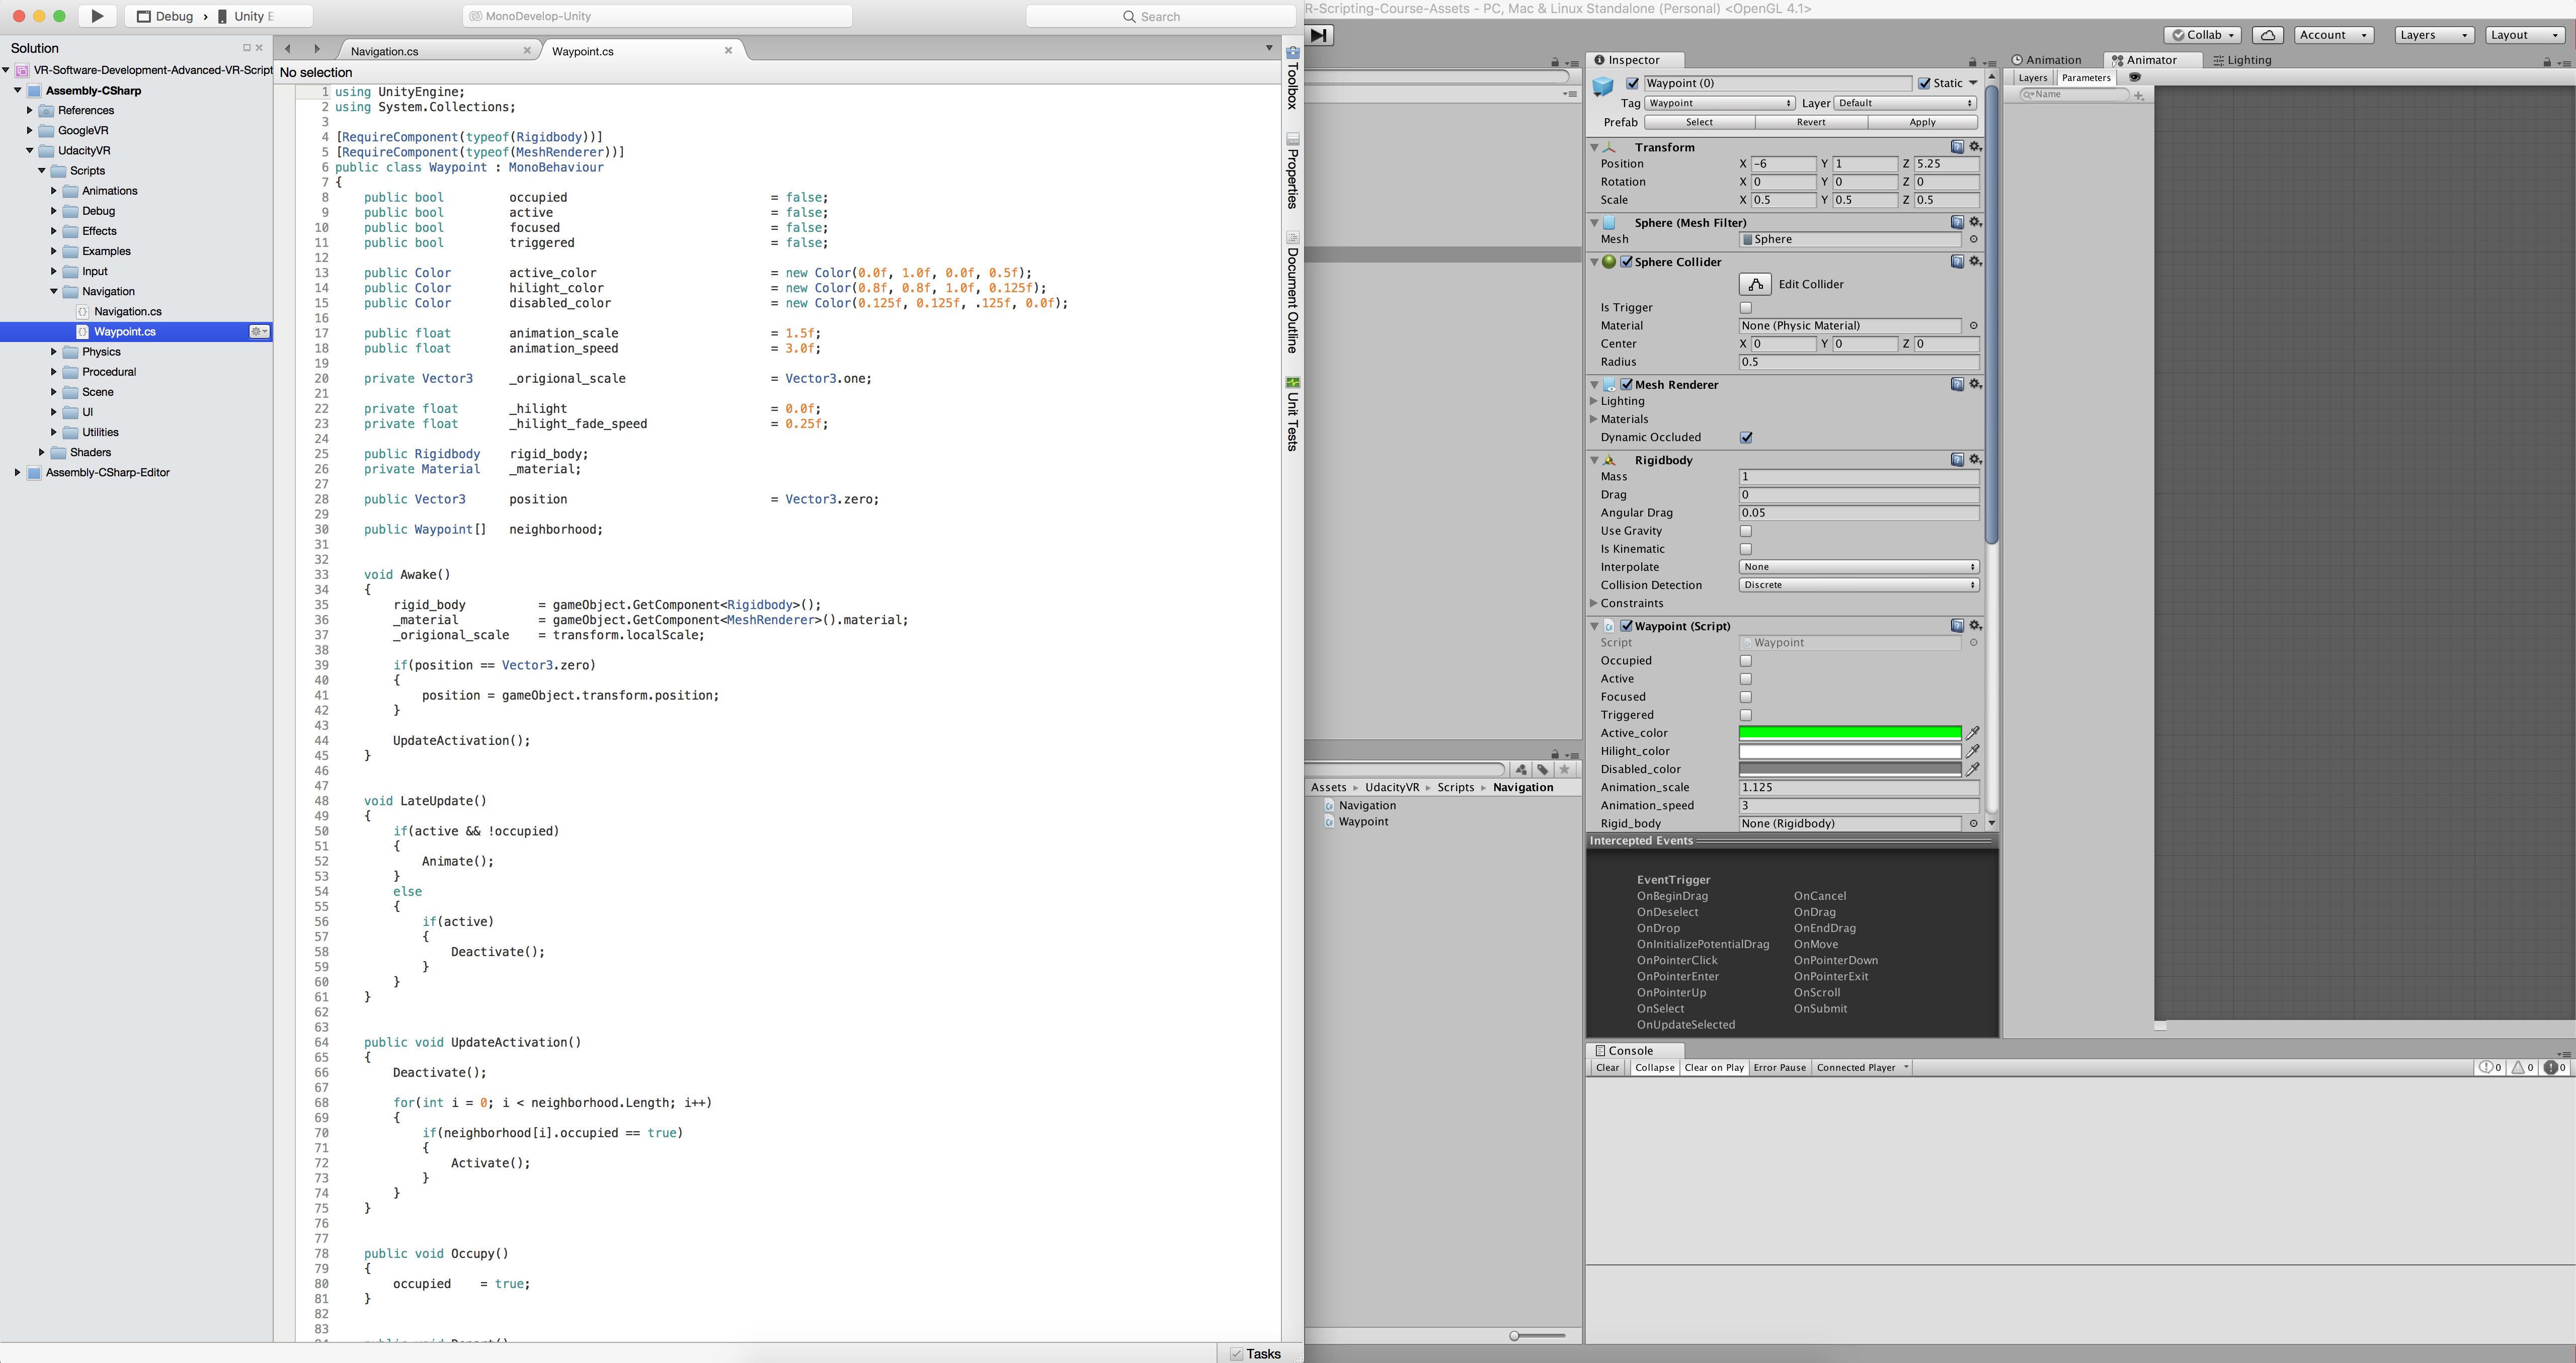 Debug › Unity E
MonoDevelop-Unity
Search
Solution
VR-Software-Development-Advanced-VR-Script
Assembly-CSharp
References
GoogleVR
UdacityVR
Scripts
Animations
Debug
Effects
Examples
Input
Navigation
Navigation.cs
Waypoint.cs
Physics
Procedural
Scene
UI
Utilities
Shaders
Assembly-CSharp-Editor
Navigation.cs
Waypoint.cs
No selection
1 using UnityEngine;
2 using System.Collections;
3
4 [RequireComponent(typeof(Rigidbody))]
5 [RequireComponent(typeof(MeshRenderer))]
6 public class Waypoint : MonoBehaviour
7 {
8 public bool occupied = false;
9 public bool active = false;
10 public bool focused = false;
11 public bool triggered = false;
12
13 public Color active_color = new Color(0.0f, 1.0f, 0.0f, 0.5f);
14 public Color hilight_color = new Color(0.8f, 0.8f, 1.0f, 0.125f);
15 public Color disabled_color = new Color(0.125f, 0.125f, .125f, 0.0f);
16
17 public float animation_scale = 1.5f;
18 public float animation_speed = 3.0f;
19
20 private Vector3 _origional_scale = Vector3.one;
21
22 private float _hilight = 0.0f;
23 private float _hilight_fade_speed = 0.25f;
24
25 public Rigidbody rigid_body;
26 private Material _material;
27
28 public Vector3 position = Vector3.zero;
29
30 public Waypoint[] neighborhood;
31
32
33 void Awake()
34 {
35 rigid_body = gameObject.GetComponent<Rigidbody>();
36 _material = gameObject.GetComponent<MeshRenderer>().material;
37 _origional_scale = transform.localScale;
38
39 if(position == Vector3.zero)
40 {
41 position = gameObject.transform.position;
42 }
43
44 UpdateActivation();
45 }
46
47
48 void LateUpdate()
49 {
50 if(active && !occupied)
51 {
52 Animate();
53 }
54 else
55 {
56 if(active)
57 {
58 Deactivate();
59 }
60 }
61 }
62
63
64 public void UpdateActivation()
65 {
66 Deactivate();
67
68 for(int i = 0; i < neighborhood.Length; i++)
69 {
70 if(neighborhood[i].occupied == true)
71 {
72 Activate();
73 }
74 }
75 }
76
77
78 public void Occupy()
79 {
80 occupied = true;
81 }
82
83
Toolbox
Properties
Document Outline
Unit Tests
Tasks
R-Scripting-Course-Assets - PC, Mac & Linux Standalone (Personal) <OpenGL 4.1>
Collab
Account
Layers
Layout
Assets
UdacityVR
Scripts
Navigation
Navigation
Waypoint
Inspector
Waypoint (0) Static
Tag Waypoint Layer Default
Prefab Select Revert Apply
Transform
Position X -6 Y 1 Z 5.25
Rotation X 0 Y 0 Z 0
Scale X 0.5 Y 0.5 Z 0.5
Sphere (Mesh Filter)
Mesh Sphere
Sphere Collider
Edit Collider
Is Trigger
Material None (Physic Material)
Center X 0 Y 0 Z 0
Radius 0.5
Mesh Renderer
Lighting
Materials
Dynamic Occluded
Rigidbody
Mass 1
Drag 0
Angular Drag 0.05
Use Gravity
Is Kinematic
Interpolate None
Collision Detection Discrete
Constraints
Waypoint (Script)
Script Waypoint
Occupied
Active
Focused
Triggered
Active_color
Hilight_color
Disabled_color
Animation_scale 1.125
Animation_speed 3
Rigid_body None (Rigidbody)
Intercepted Events
EventTrigger
OnBeginDrag OnCancel
OnDeselect OnDrag
OnDrop OnEndDrag
OnInitializePotentialDrag OnMove
OnPointerClick OnPointerDown
OnPointerEnter OnPointerExit
OnPointerUp OnScroll
OnSelect OnSubmit
OnUpdateSelected
Animation
Animator
Lighting
Layers Parameters
Name
Console
Clear Collapse Clear on Play Error Pause Connected Player 0 0 0